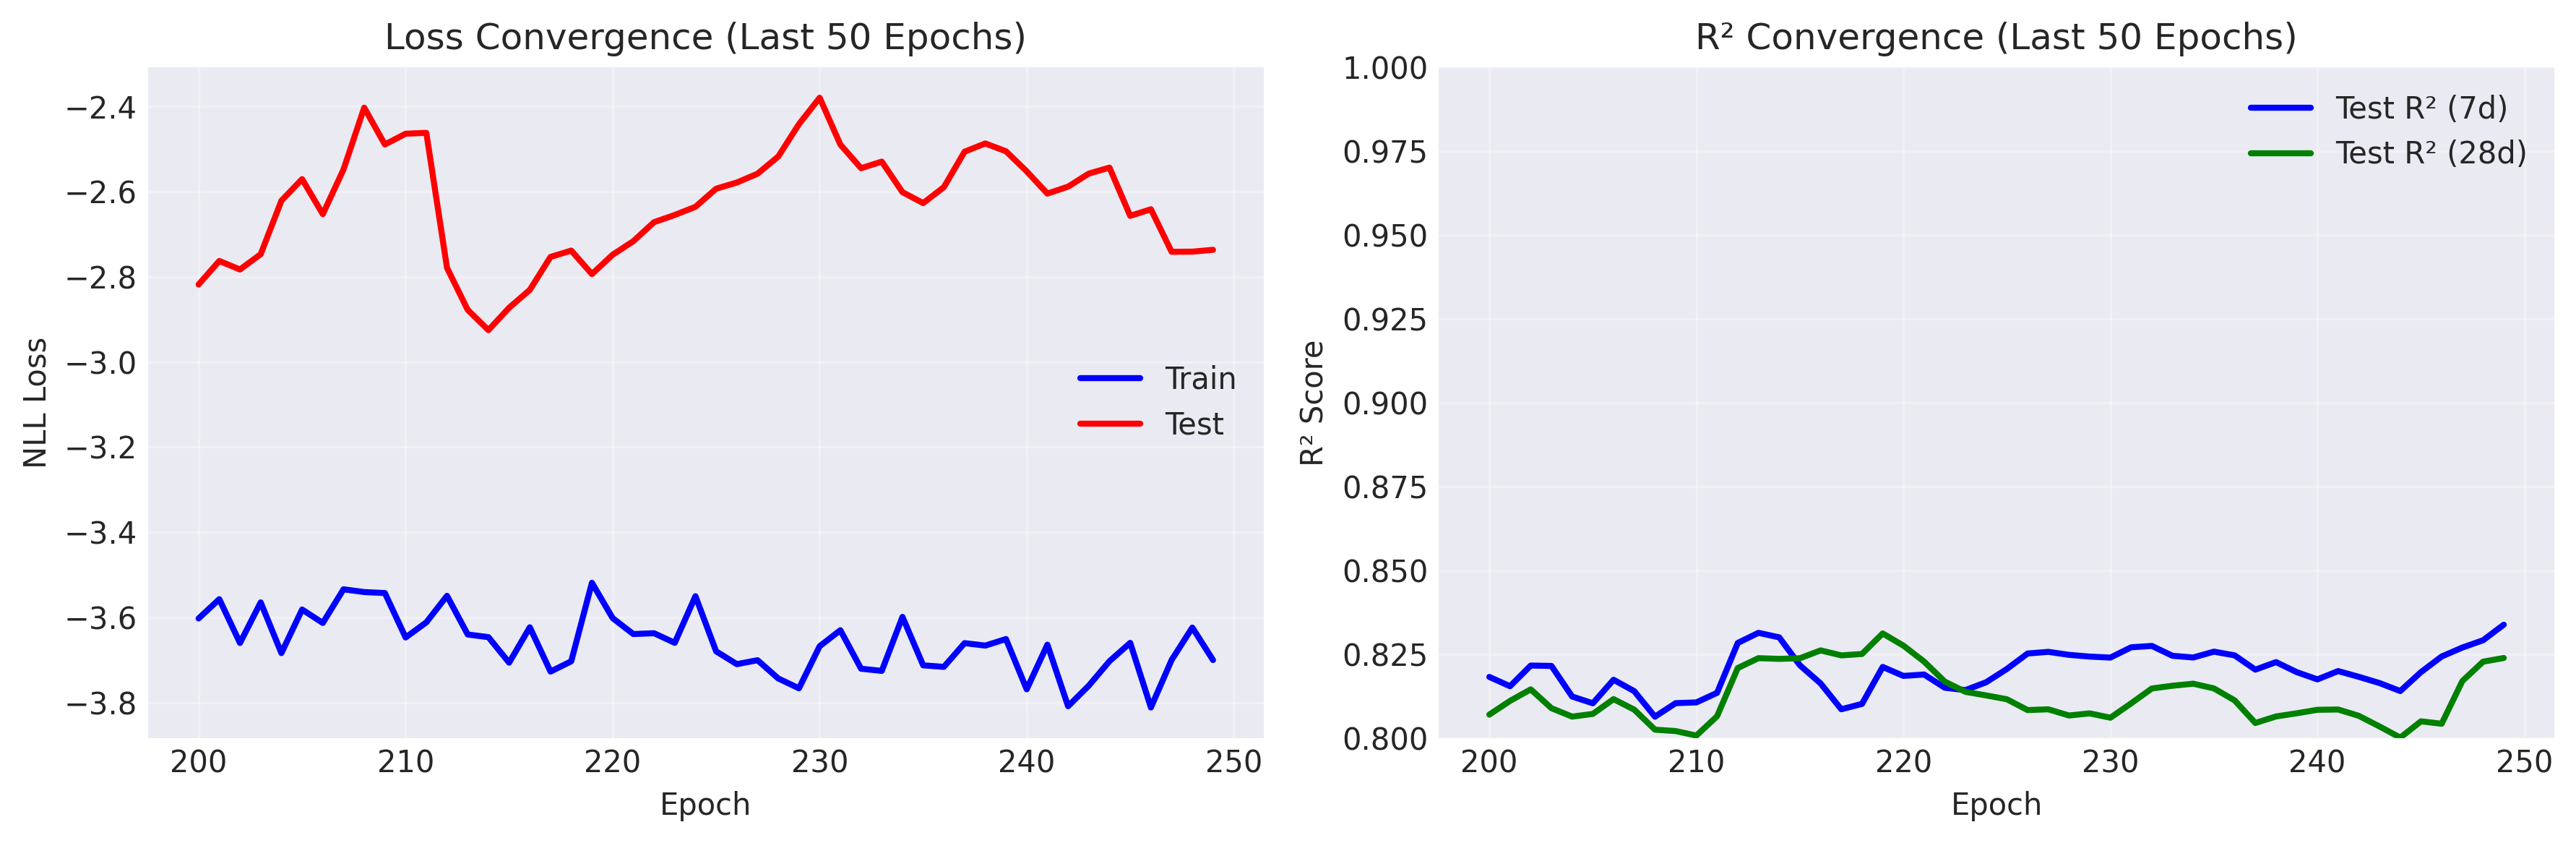 Loss Convergence (Last 50 Epochs)
−2.4
−2.6
−2.8
−3.0
−3.2
−3.4
−3.6
−3.8
NLL Loss
Train
Test
200 210 220 230 240 250
Epoch
R² Convergence (Last 50 Epochs)
1.000
0.975
0.950
0.925
0.900
0.875
0.850
0.825
0.800
R² Score
Test R² (7d)
Test R² (28d)
200 210 220 230 240 250
Epoch